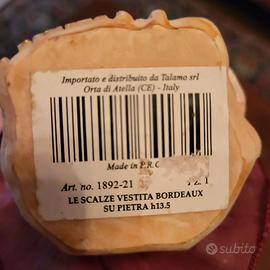 Importato e distribuito da Talamo srl
Orta di Atella (CE) - Italy
Made in P.R.C
Art. no. 1892-21
LE SCALZE VESTITA BORDEAUX
SU PIETRA h13.5
subito